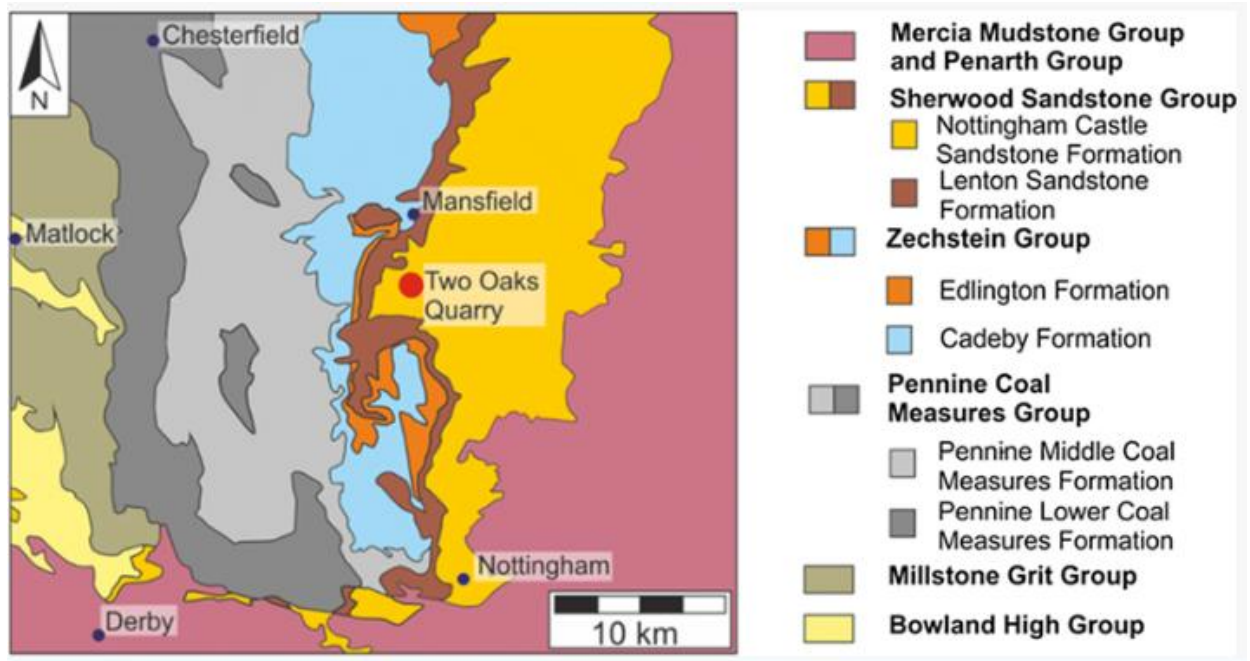 Chesterfield
N
Mansfield
Matlock
Two Oaks
Quarry
Nottingham
Derby
10 km
Mercia Mudstone Group
and Penarth Group
Sherwood Sandstone Group
Nottingham Castle
Sandstone Formation
Lenton Sandstone
Formation
Zechstein Group
Edlington Formation
Cadeby Formation
Pennine Coal
Measures Group
Pennine Middle Coal
Measures Formation
Pennine Lower Coal
Measures Formation
Millstone Grit Group
Bowland High Group